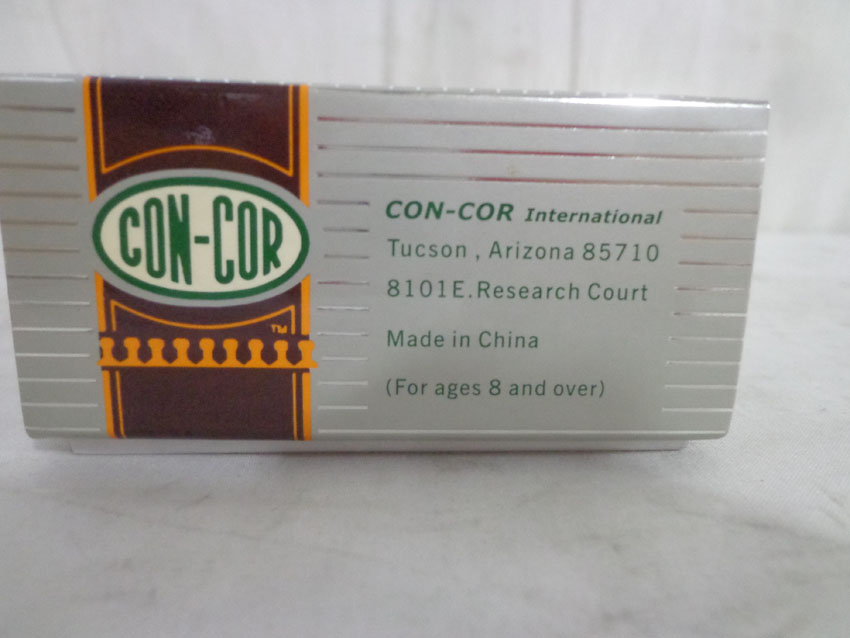 CON-COR
TM
CON-COR International
Tucson , Arizona 85710
8101E.Research Court
Made in China
(For ages 8 and over)